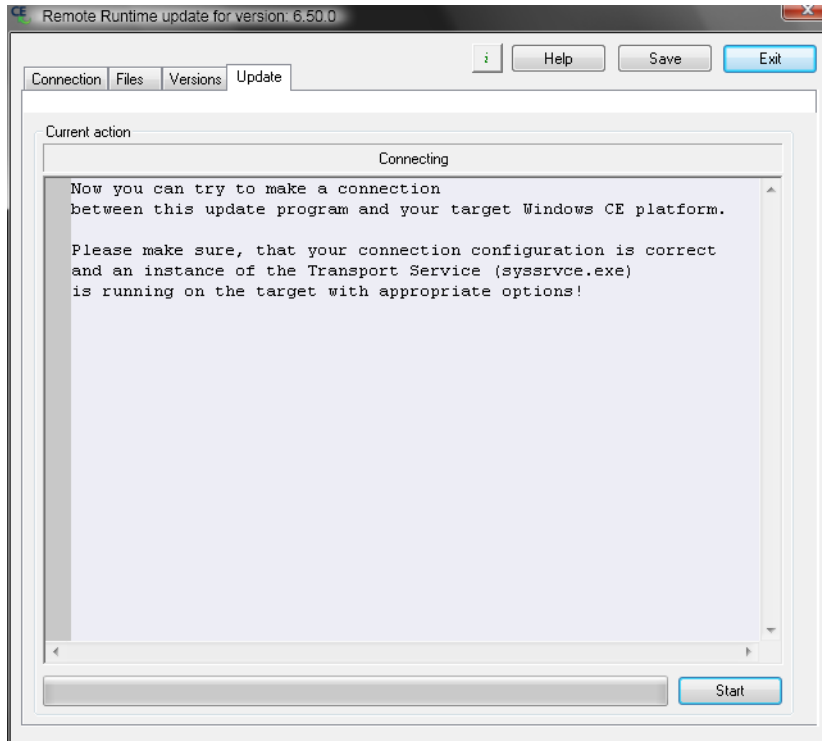 CE
Remote Runtime update for version: 6.50.0
i
Help
Save
Exit
Connection
Files
Versions
Update
Current action
Connecting
Now you can try to make a connection
between this update program and your target Windows CE platform.
Please make sure, that your connection configuration is correct
and an instance of the Transport Service (syssrvce.exe)
is running on the target with appropriate options!
Start